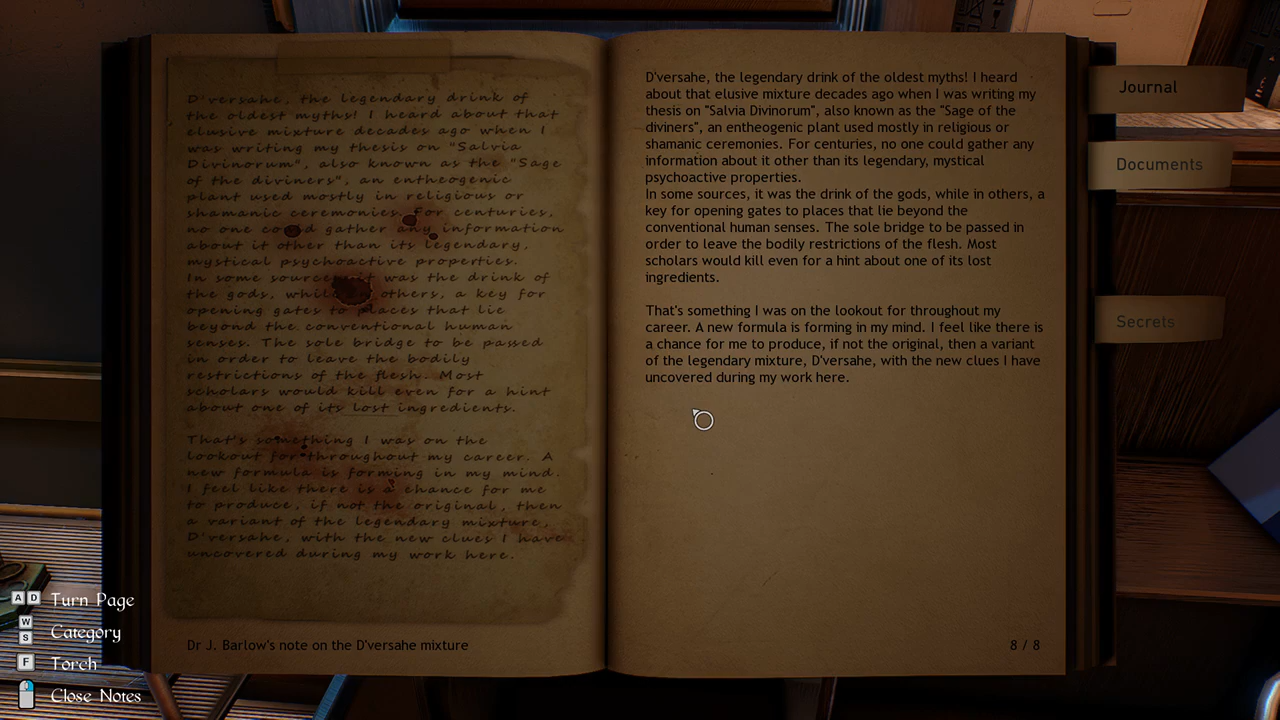 D'versahe, the legendary drink of
the oldest myths! I heard about that
elusive mixture decades ago when I
was writing my thesis on "Salvia
Divinorum", also known as the "Sage
of the diviners", an entheogenic
plant used mostly in religious or
shamanic ceremonies. For centuries,
no one could gather any information
about it other than its legendary,
mystical psychoactive properties.
In some sources, it was the drink of
the gods, while in others, a key for
opening gates to places that lie
beyond the conventional human
senses. The sole bridge to be passed
in order to leave the bodily
restrictions of the flesh. Most
scholars would kill even for a hint
about one of its lost ingredients.
That's something I was on the
lookout for throughout my career. A
new formula is forming in my mind.
I feel like there is a chance for me
to produce, if not the original, then
a variant of the legendary mixture,
D'versahe, with the new clues I have
uncovered during my work here.
Dr J. Barlow's note on the D'versahe mixture
D'versahe, the legendary drink of the oldest myths! I heard
about that elusive mixture decades ago when I was writing my
thesis on "Salvia Divinorum", also known as the "Sage of the
diviners", an entheogenic plant used mostly in religious or
shamanic ceremonies. For centuries, no one could gather any
information about it other than its legendary, mystical
psychoactive properties.
In some sources, it was the drink of the gods, while in others, a
key for opening gates to places that lie beyond the
conventional human senses. The sole bridge to be passed in
order to leave the bodily restrictions of the flesh. Most
scholars would kill even for a hint about one of its lost
ingredients.
That's something I was on the lookout for throughout my
career. A new formula is forming in my mind. I feel like there is
a chance for me to produce, if not the original, then a variant
of the legendary mixture, D'versahe, with the new clues I have
uncovered during my work here.
8 / 8
Journal
Documents
Secrets
A D Turn Page
W
S Category
F Torch
Close Notes